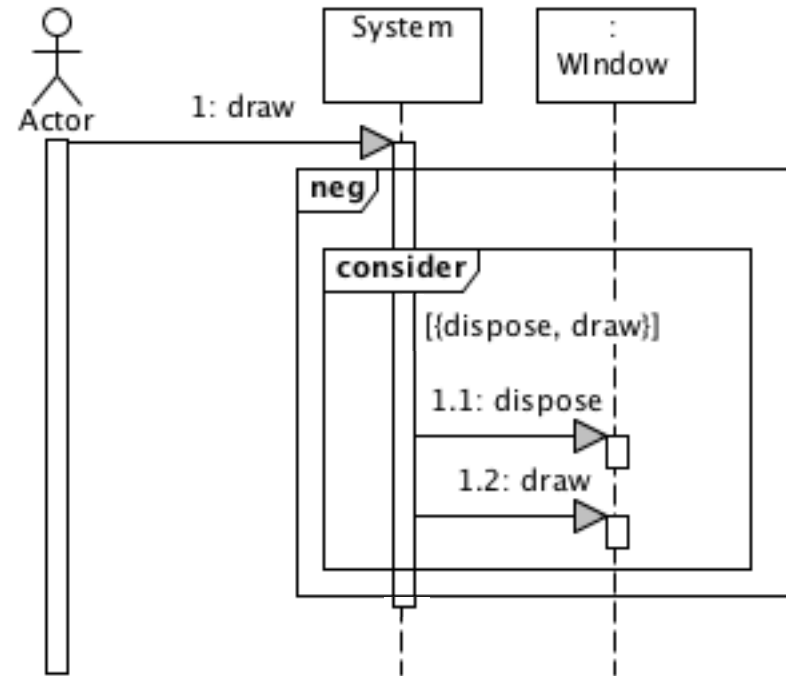 System
:
WIndow
Actor
1: draw
neg
consider
[{dispose, draw}]
1.1: dispose
1.2: draw